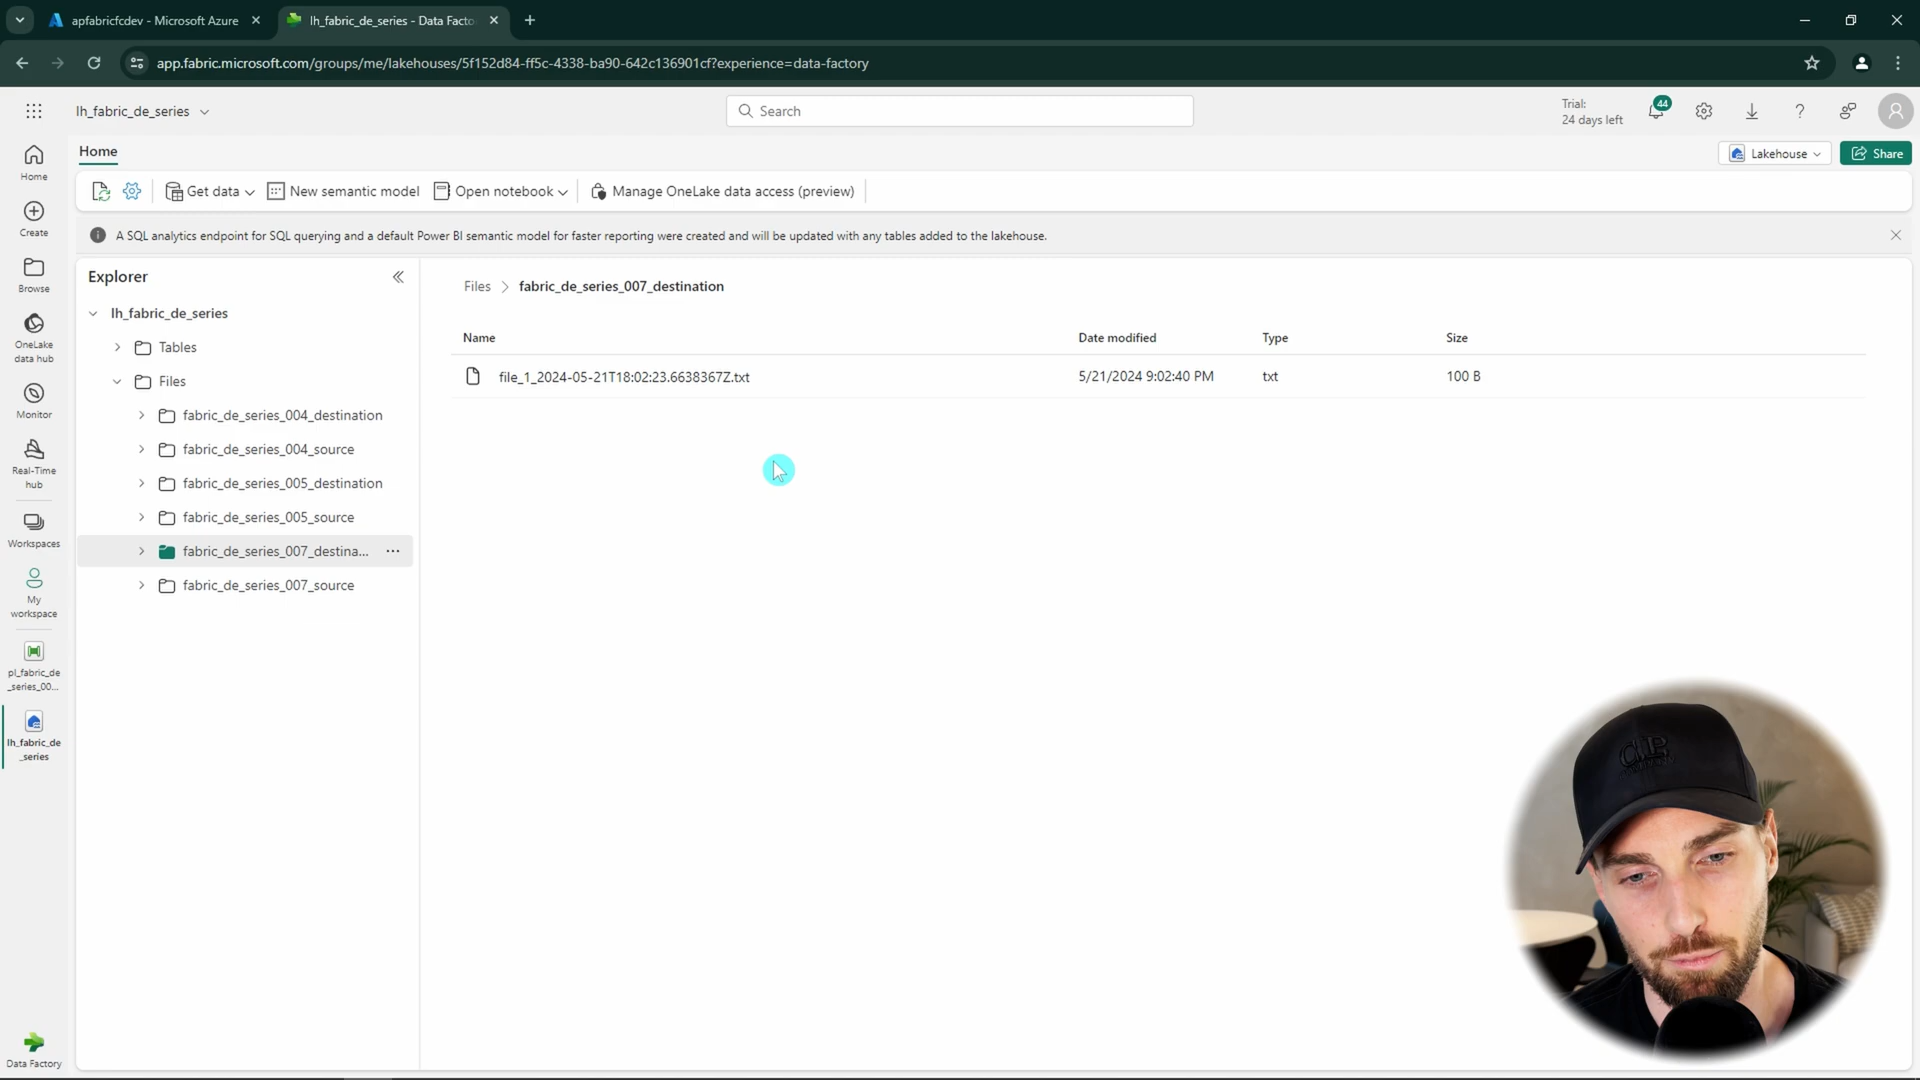 apfabricfcdev - Microsoft Azure
lh_fabric_de_series - Data Facto
app.fabric.microsoft.com/groups/me/lakehouses/5f152d84-ff5c-4338-ba90-642c136901cf?experience=data-factory
lh_fabric_de_series
Search
Trial:
24 days left
44
Home
Lakehouse
Share
Get data
New semantic model
Open notebook
Manage OneLake data access (preview)
A SQL analytics endpoint for SQL querying and a default Power BI semantic model for faster reporting were created and will be updated with any tables added to the lakehouse.
Home
Create
Browse
OneLake
data hub
Monitor
Real-Time
hub
Workspaces
My
workspace
pl_fabric_de
_series_00...
lh_fabric_de
_series
Data Factory
Explorer
lh_fabric_de_series
Tables
Files
fabric_de_series_004_destination
fabric_de_series_004_source
fabric_de_series_005_destination
fabric_de_series_005_source
fabric_de_series_007_destina...
fabric_de_series_007_source
Files > fabric_de_series_007_destination
Name Date modified Type Size
file_1_2024-05-21T18:02:23.6638367Z.txt 5/21/2024 9:02:40 PM txt 100 B